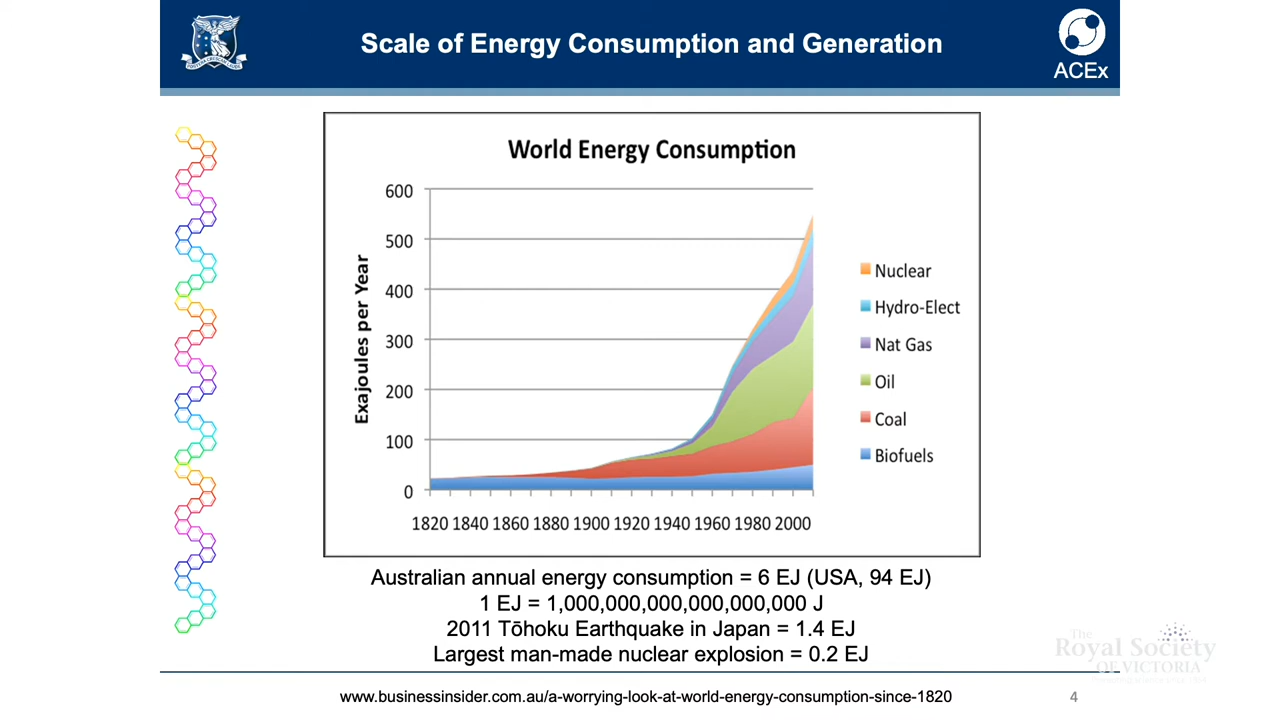 Scale of Energy Consumption and Generation
ACEx
World Energy Consumption
Exajoules per Year
600
500
400
300
200
100
0
1820 1840 1860 1880 1900 1920 1940 1960 1980 2000
Nuclear
Hydro-Elect
Nat Gas
Oil
Coal
Biofuels
Australian annual energy consumption = 6 EJ (USA, 94 EJ)
1 EJ = 1,000,000,000,000,000,000 J
2011 Tōhoku Earthquake in Japan = 1.4 EJ
Largest man-made nuclear explosion = 0.2 EJ
The
Royal Society
OF VICTORIA
www.businessinsider.com.au/a-worrying-look-at-world-energy-consumption-since-1820
4